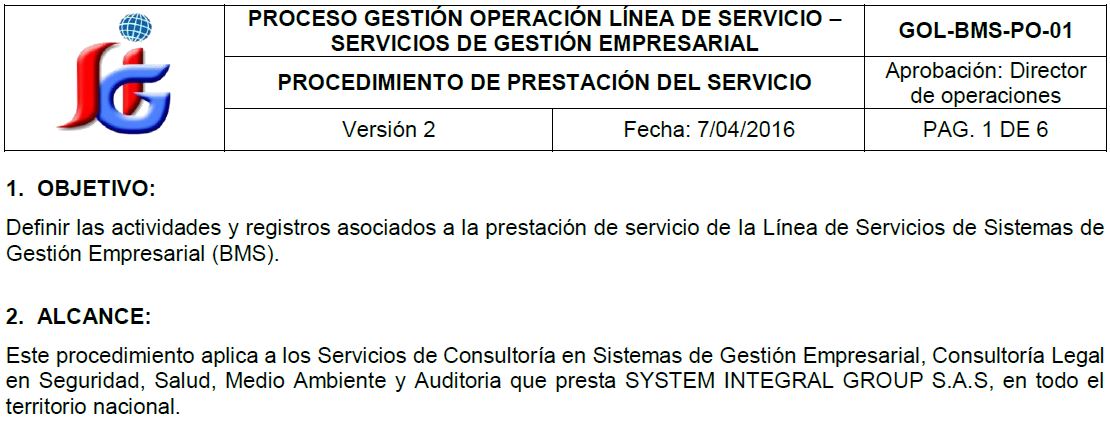 SIG
PROCESO GESTIÓN OPERACIÓN LÍNEA DE SERVICIO –
SERVICIOS DE GESTIÓN EMPRESARIAL
GOL-BMS-PO-01
PROCEDIMIENTO DE PRESTACIÓN DEL SERVICIO
Aprobación: Director
de operaciones
Versión 2
Fecha: 7/04/2016
PAG. 1 DE 6
1. OBJETIVO:
Definir las actividades y registros asociados a la prestación de servicio de la Línea de Servicios de Sistemas de
Gestión Empresarial (BMS).
2. ALCANCE:
Este procedimiento aplica a los Servicios de Consultoría en Sistemas de Gestión Empresarial, Consultoría Legal
en Seguridad, Salud, Medio Ambiente y Auditoria que presta SYSTEM INTEGRAL GROUP S.A.S, en todo el
territorio nacional.